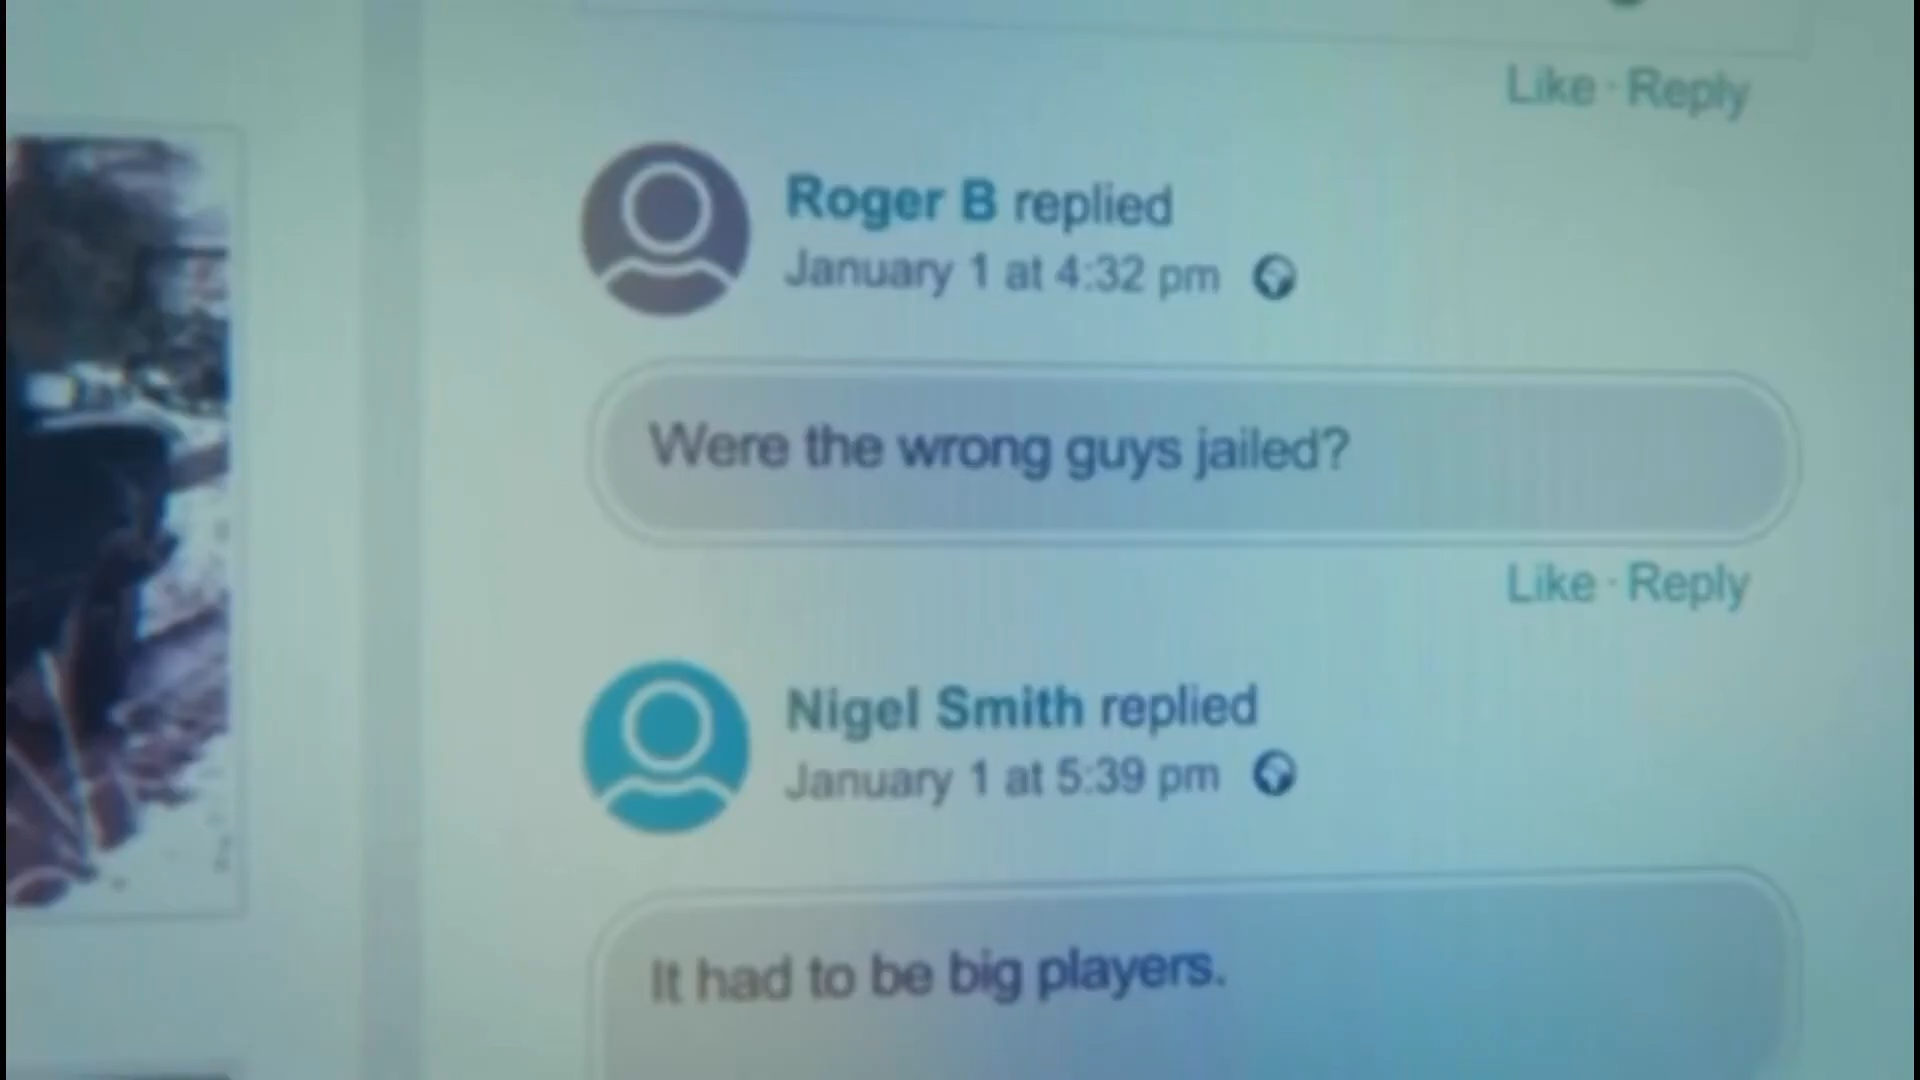 Like · Reply
Roger B replied
January 1 at 4:32 pm
Were the wrong guys jailed?
Like · Reply
Nigel Smith replied
January 1 at 5:39 pm
It had to be big players.